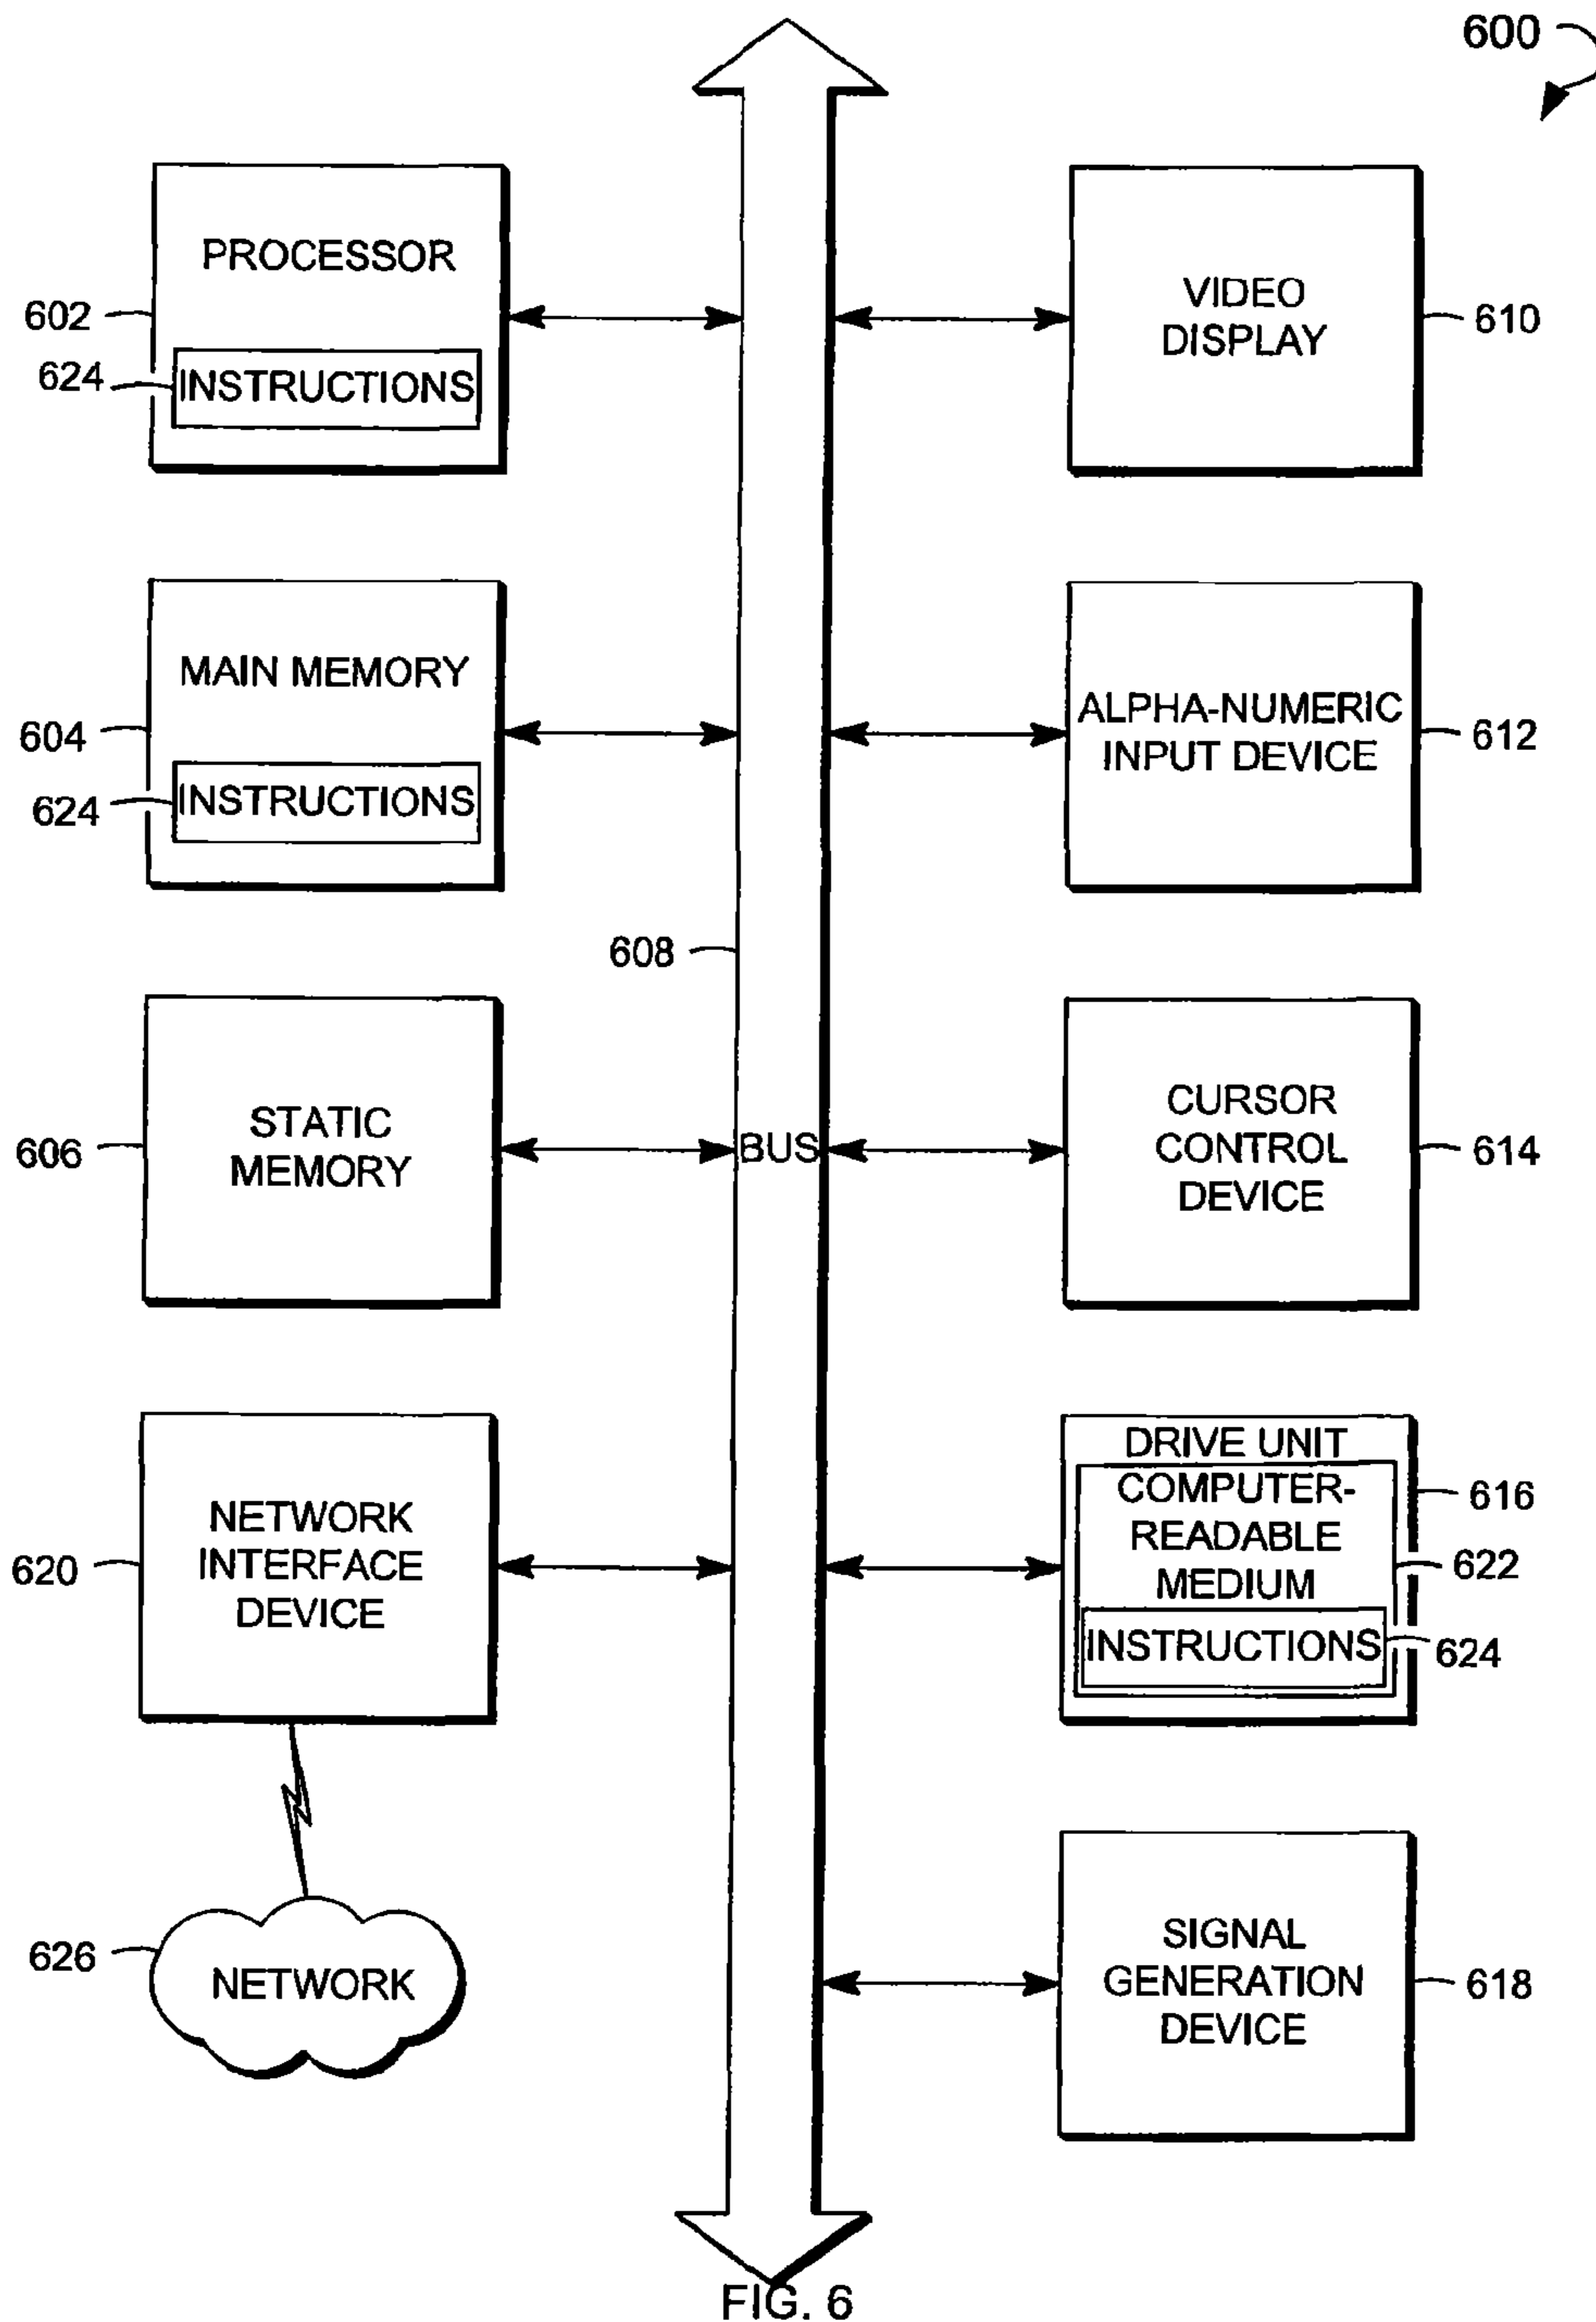 600
PROCESSOR
602
624
INSTRUCTIONS
VIDEO
DISPLAY
610
MAIN MEMORY
604
624
INSTRUCTIONS
ALPHA-NUMERIC
INPUT DEVICE
612
608
STATIC
MEMORY
606
BUS
CURSOR
CONTROL
DEVICE
614
NETWORK
INTERFACE
DEVICE
620
DRIVE UNIT
COMPUTER-
READABLE
MEDIUM
INSTRUCTIONS
616
622
624
626
NETWORK
SIGNAL
GENERATION
DEVICE
618
FIG. 6